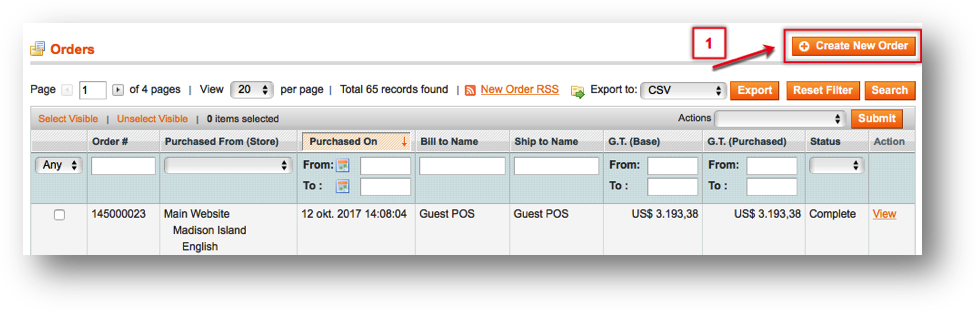 1
Orders
Create New Order
Page 1 of 4 pages | View 20 per page | Total 65 records found | New Order RSS Export to: CSV Export Reset Filter Search
Select Visible | Unselect Visible | 0 items selected Actions Submit
Order # Purchased From (Store) Purchased On ↓ Bill to Name Ship to Name G.T. (Base) G.T. (Purchased) Status Action
Any From: From: From:
To : To : To :
145000023 Main Website 12 okt. 2017 14:08:04 Guest POS Guest POS US$ 3.193,38 US$ 3.193,38 Complete View
Madison Island
English